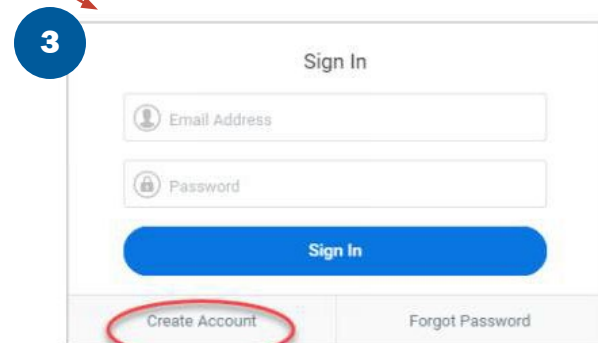 3
Sign In
Email Address
Password
Sign In
Create Account
Forgot Password